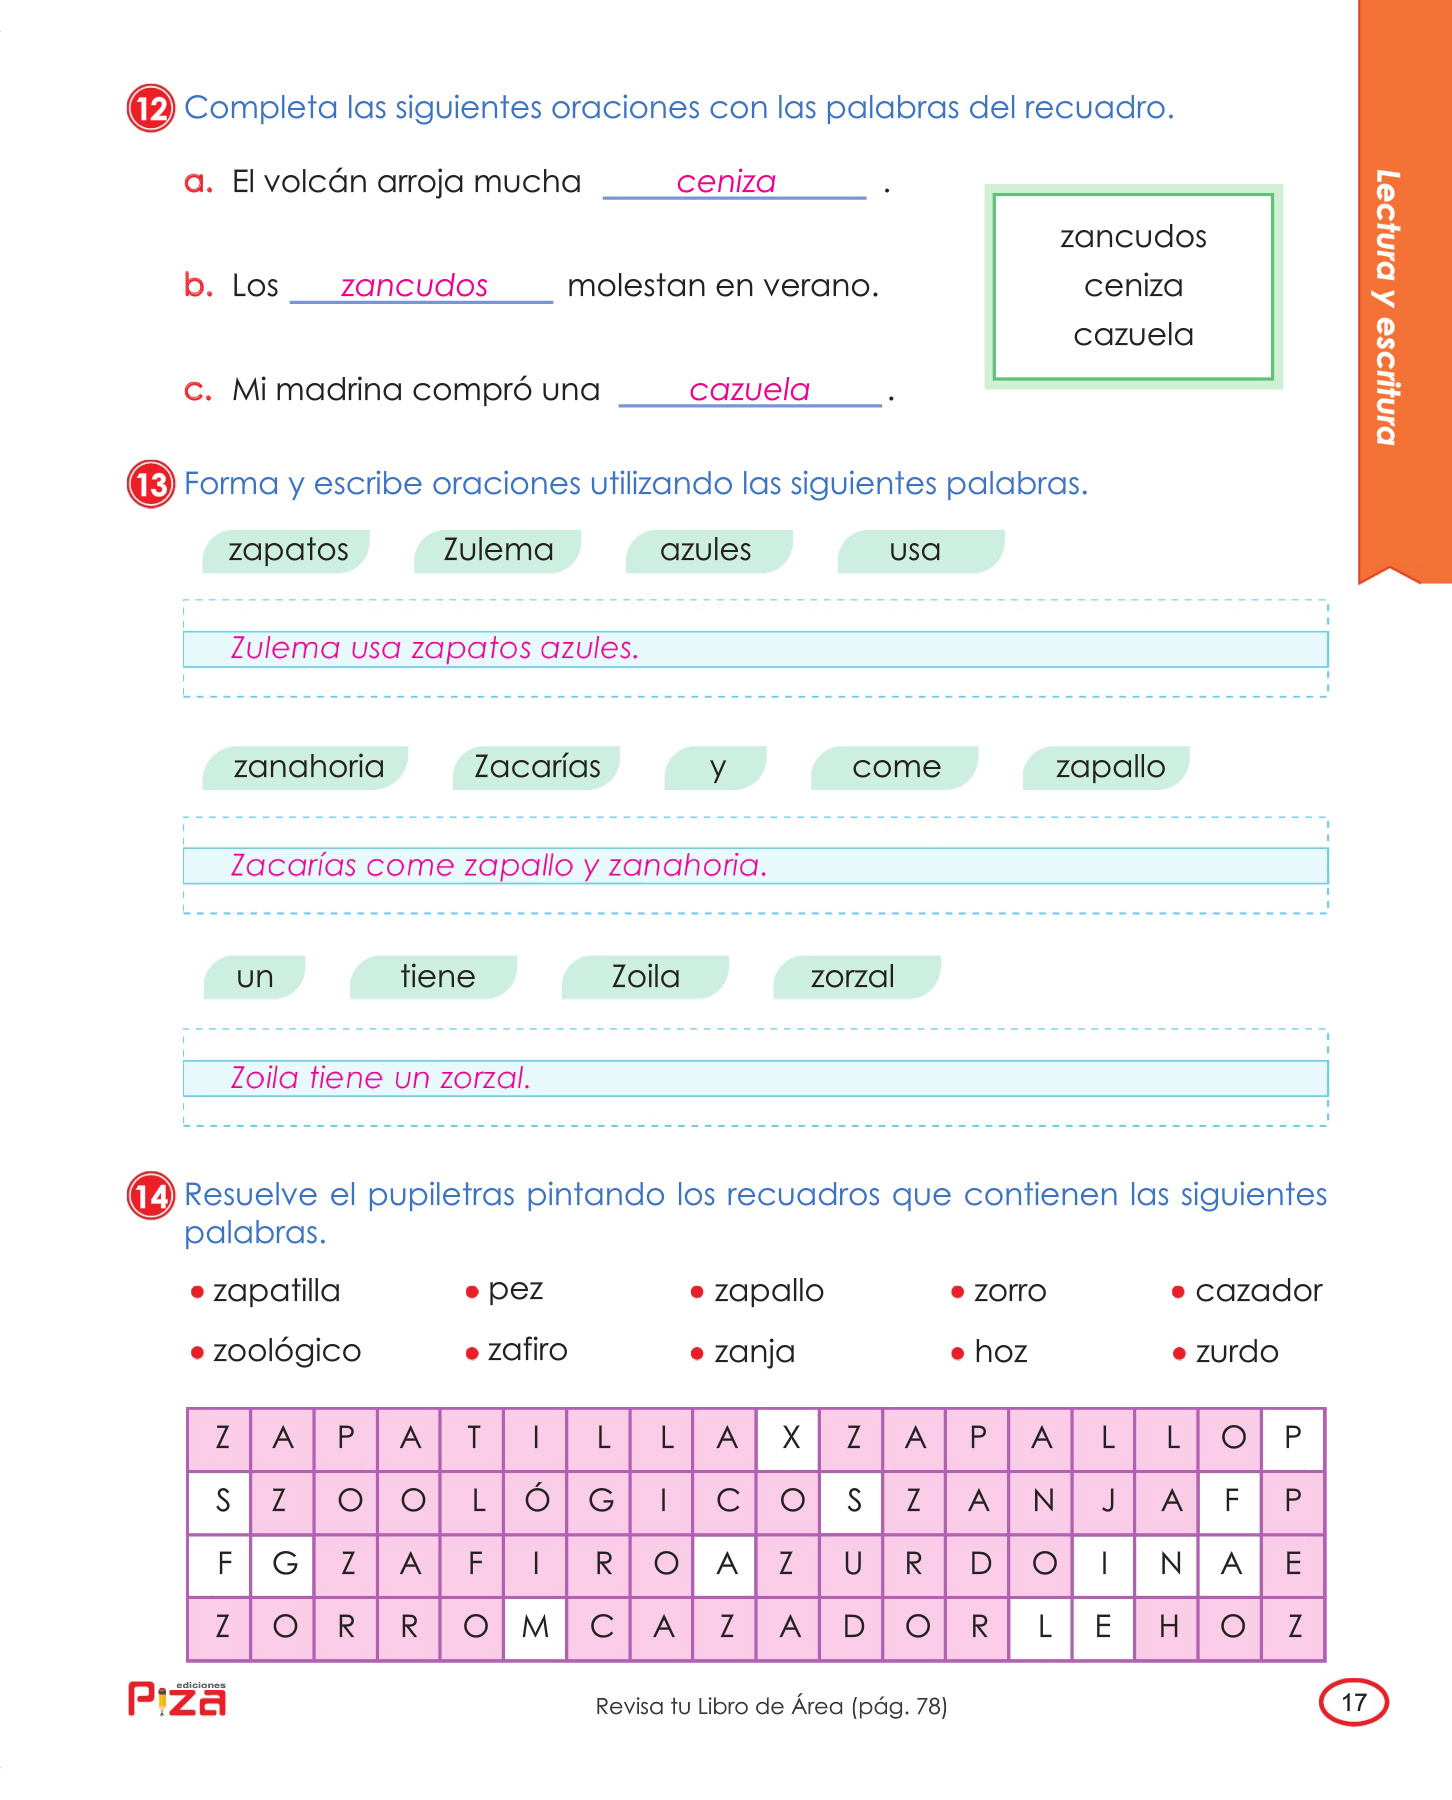 12 Completa las siguientes oraciones con las palabras del recuadro.
a. El volcán arroja mucha ceniza .
b. Los zancudos molestan en verano.
c. Mi madrina compró una cazuela .
zancudos
ceniza
cazuela
Lectura y escritura
13 Forma y escribe oraciones utilizando las siguientes palabras.
zapatos Zulema azules usa
Zulema usa zapatos azules.
zanahoria Zacarías y come zapallo
Zacarías come zapallo y zanahoria.
un tiene Zoila zorzal
Zoila tiene un zorzal.
14 Resuelve el pupiletras pintando los recuadros que contienen las siguientes
palabras.
• zapatilla • pez • zapallo • zorro • cazador
• zoológico • zafiro • zanja • hoz • zurdo
Z A P A T I L L A X Z A P A L L O P
S Z O O L Ó G I C O S Z A N J A F P
F G Z A F I R O A Z U R D O I N A E
Z O R R O M C A Z A D O R L E H O Z
ediciones
Piza
Revisa tu Libro de Área (pág. 78)
17